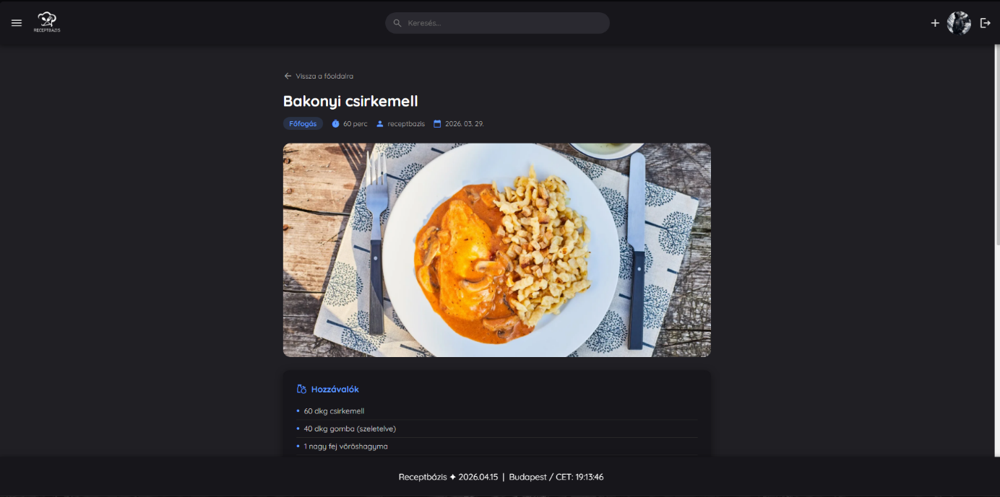 RECEPTBÁZIS
Keresés...
Vissza a főoldalra
Bakonyi csirkemell
Főfogás 60 perc receptbazis 2026. 03. 29.
Hozzávalók
• 60 dkg csirkemell
• 40 dkg gomba (szeletelve)
• 1 nagy fej vöröshagyma
Receptbázis ✦ 2026.04.15 | Budapest / CET: 19:13:46